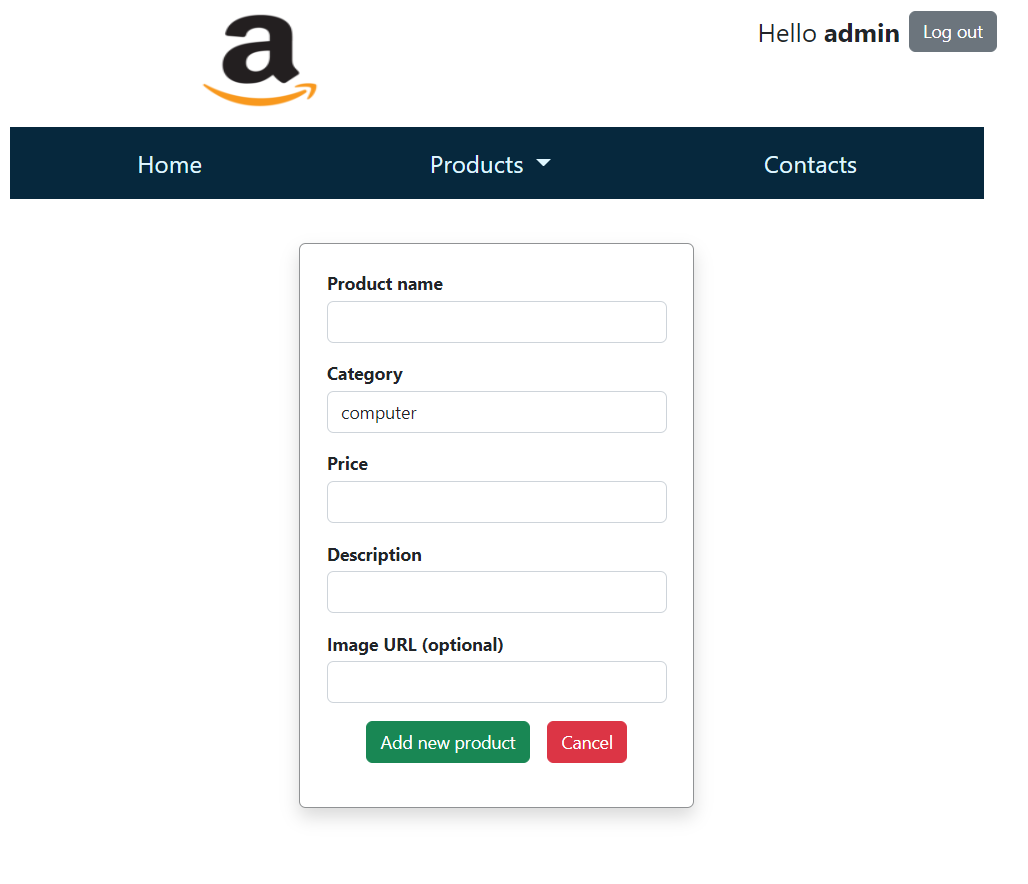 a
Hello admin
Log out
Home Products Contacts
Product name
Category
computer
Price
Description
Image URL (optional)
Add new product Cancel